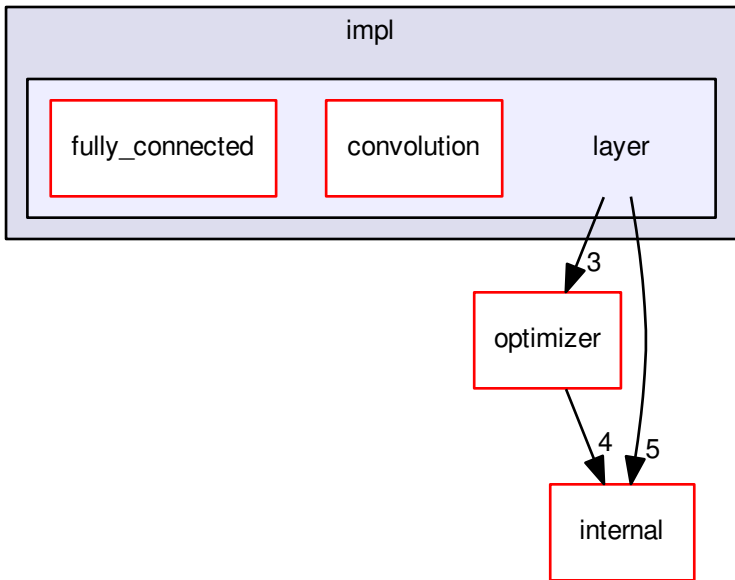 impl
fully_connected
convolution
layer
3
optimizer
4
5
internal